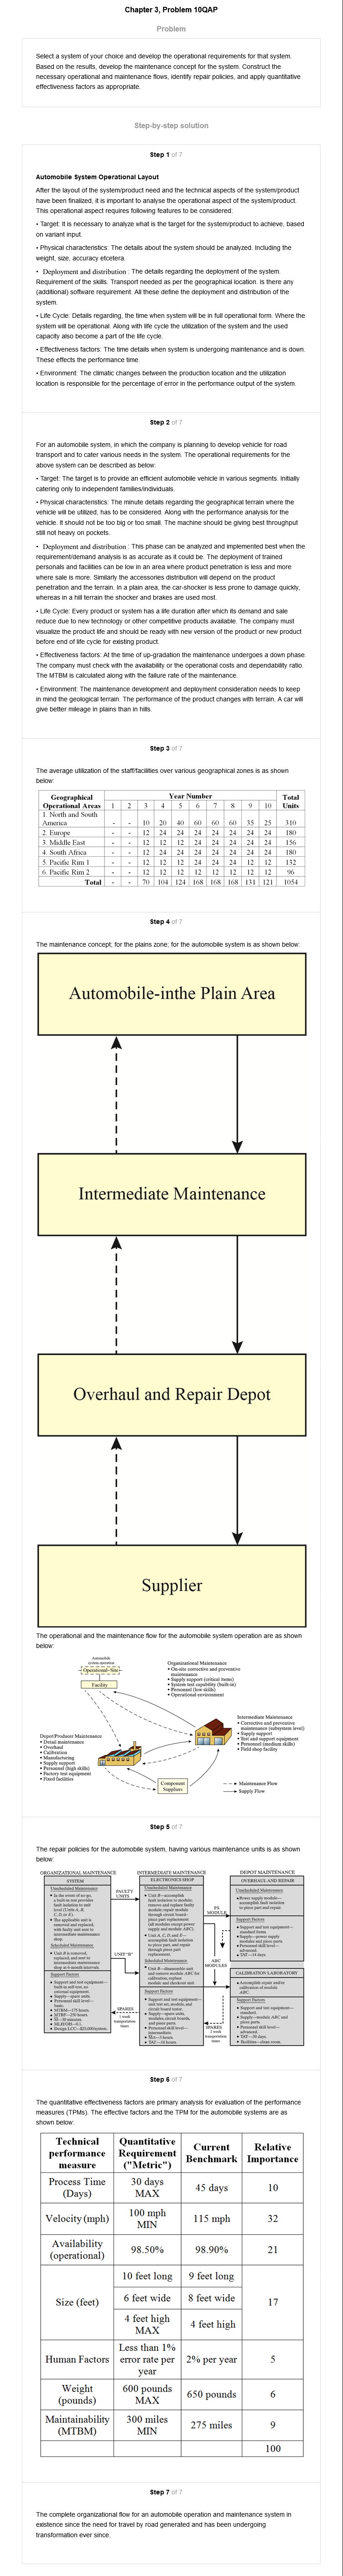 Chapter 3, Problem 10QAP
Problem
Select a system of your choice and develop the operational requirements for that system.
Based on the results, develop the maintenance concept for the system. Construct the
necessary operational and maintenance flows, identify repair policies, and apply quantitative
effectiveness factors as appropriate.
Step-by-step solution
Step 1 of 7
Automobile System Operational Layout
After the layout of the system/product need and the technical aspects of the system/product
have been finalized, it is important to analyse the operational aspect of the system/product.
This operational aspect requires following features to be considered:
• Target: It is necessary to analyze what is the target for the system/product to achieve, based
on variant input.
• Physical characteristics: The details about the system should be analyzed. Including the
weight, size, accuracy etcetera.
• Deployment and distribution : The details regarding the deployment of the system.
Requirement of the skills. Transport needed as per the geographical location. Is there any
(additional) software requirement. All these define the deployment and distribution of the
system.
• Life Cycle: Details regarding, the time when system will be in full operational form. Where the
system will be operational. Along with life cycle the utilization of the system and the used
capacity also become a part of the life cycle.
• Effectiveness factors: The time details when system is undergoing maintenance and is down.
These effects the performance time.
• Environment: The climatic changes between the production location and the utilization
location is responsible for the percentage of error in the performance output of the system.
Step 2 of 7
For an automobile system, in which the company is planning to develop vehicle for road
transport and to cater various needs in the system. The operational requirements for the
above system can be described as below:
• Target: The target is to provide an efficient automobile vehicle in various segments. Initially
catering only to independent families/individuals.
• Physical characteristics: The minute details regarding the geographical terrain where the
vehicle will be utilized, has to be considered. Along with the performance analysis for the
vehicle. It should not be too big or too small. The machine should be giving best throughput
still not heavy on pockets.
• Deployment and distribution : This phase can be analyzed and implemented best when the
requirement/demand analysis is as accurate as it could be. The deployment of trained
personals and facilities can be low in an area where product penetration is less and more
where sale is more. Similarly the accessories distribution will depend on the product
penetration and the terrain. In a plain area, the car-shocker is less prone to damage quickly,
whereas in a hill terrain the shocker and brakes are used most.
• Life Cycle: Every product or system has a life duration after which its demand and sale
reduce due to new technology or other competitive products available. The company must
visualize the product life and should be ready with new version of the product or new product
before end of life cycle for existing product.
• Effectiveness factors: At the time of up-gradation the maintenance undergoes a down phase.
The company must check with the availability or the operational costs and dependability ratio.
The MTBM is calculated along with the failure rate of the maintenance.
• Environment: The maintenance development and deployment consideration needs to keep
in mind the geological terrain. The performance of the product changes with terrain. A car will
give better mileage in plains than in hills.
Step 3 of 7
The average utilization of the staff/facilities over various geographical zones is as shown
below:
Geographical Operational Areas Year Number Total Units
1 2 3 4 5 6 7 8 9 10
1. North and South America - - 10 20 40 60 60 60 35 25 310
2. Europe - - 12 24 24 24 24 24 24 24 180
3. Middle East - - 12 12 12 24 24 24 24 24 156
4. South Africa - - 12 24 24 24 24 24 24 24 180
5. Pacific Rim 1 - - 12 12 12 24 24 24 12 12 132
6. Pacific Rim 2 - - 12 12 12 12 12 12 12 12 96
Total - - 70 104 124 168 168 168 131 121 1054
Step 4 of 7
The maintenance concept; for the plains zone; for the automobile system is as shown below:
Automobile-inthe Plain Area
Intermediate Maintenance
Overhaul and Repair Depot
Supplier
The operational and the maintenance flow for the automobile system operation are as shown
below:
Automobile
system operation
Operational-Site
Facility
Organizational Maintenance
• On-site corrective and preventive
maintenance
• Supply support (critical items)
• System test capability (built-in)
• Personnel (low skills)
• Operational environment
Intermediate Maintenance
• Corrective and preventive
maintenance (subsystem level)
• Supply support
• Test and support equipment
• Personnel (medium skills)
• Field shop facility
Depot/Producer Maintenance
• Detail maintenance
• Overhaul
• Calibration
• Manufacturing
• Supply support
• Personnel (high skills)
• Factory test equipment
• Fixed facilities
Component
Suppliers
Maintenance Flow
Supply Flow
Step 5 of 7
The repair policies for the automobile system, having various maintenance units is as shown
below:
ORGANIZATIONAL MAINTENANCE
SYSTEM
Unscheduled Maintenance
• In the event of no-go,
a built-in test provides
fault isolation to unit
level (Units A, B,
C, D, or E).
• The applicable unit is
removed and replaced,
with faulty unit sent to
intermediate maintenance
shop.
Scheduled Maintenance
• Unit B is removed,
replaced, and sent to
intermediate maintenance
shop at 6-month intervals.
Support Factors
• Support and test equipment—
built-in self-test, no
external equipment.
• Supply—spare units.
• Personnel skill level—
basic.
FAULTY
UNITS
UNIT "B"
SPARES
1 week
transportation
times
INTERMEDIATE MAINTENANCE
ELECTRONICS SHOP
Unscheduled Maintenance
• Unit B—accomplish
fault isolation to module;
remove and replace faulty
module; repair module
through circuit board-
piece part replacement
(all modules except power
supply and module ABC).
• Unit A, C, D, and E—
accomplish fault isolation
to piece part, and repair
through piece part
replacement.
Scheduled Maintenance
• Unit B—disassemble unit
and remove module ABC for
calibration, replace
module and checkout unit.
Support Factors
• Support and test equipment—
unit test set, module, and
circuit board tester.
• Supply—spare units,
modules, circuit boards,
and piece parts.
• Personnel skill level—
intermediate.
P.S.
MODULE
ABC
MODULES
SPARES
2 week
transportation
times
DEPOT MAINTENANCE
OVERHAUL AND REPAIR
Unscheduled Maintenance
• Power supply module—
accomplish fault isolation
to piece part and repair.
Support Factors
• Support and test equipment—
standard items.
• Supply—power supply
modules and piece parts.
• Personnel skill level—
advanced.
CALIBRATION LABORATORY
• Accomplish repair and/or
calibration of module
ABC.
Support Factors
• Support and test equipment—
standard.
• Supply—module ABC and
piece parts.
• Personnel skill level—
advanced.
• Facilities—clean room.
Step 6 of 7
The quantitative effectiveness factors are primary analysis for evaluation of the performance
measures (TPMs). The effective factors and the TPM for the automobile systems are as
shown below:
Technical performance measure Quantitative Requirement ("Metric") Current Benchmark Relative Importance
Process Time (Days) 30 days MAX 45 days 10
Velocity (mph) 100 mph MIN 115 mph 32
Availability (operational) 98.50% 98.90% 21
Size (feet) 10 feet long 9 feet long 17
6 feet wide 8 feet wide
4 feet high MAX 4 feet high
Human Factors Less than 1% error rate per year 2% per year 5
Weight (pounds) 600 pounds MAX 650 pounds 6
Maintainability (MTBM) 300 miles MIN 275 miles 9
100
Step 7 of 7
The complete organizational flow for an automobile operation and maintenance system in
existence since the need for travel by road generated and has been undergoing
transformation ever since.